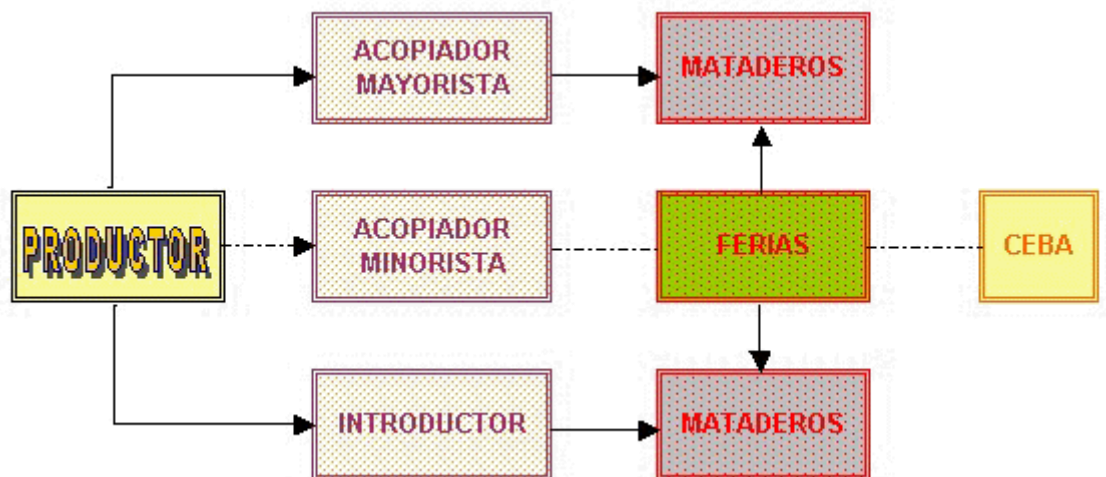 ACOPIADOR
MAYORISTA
MATADEROS
PRODUCTOR
ACOPIADOR
MINORISTA
FERIAS
CEBA
INTRODUCTOR
MATADEROS